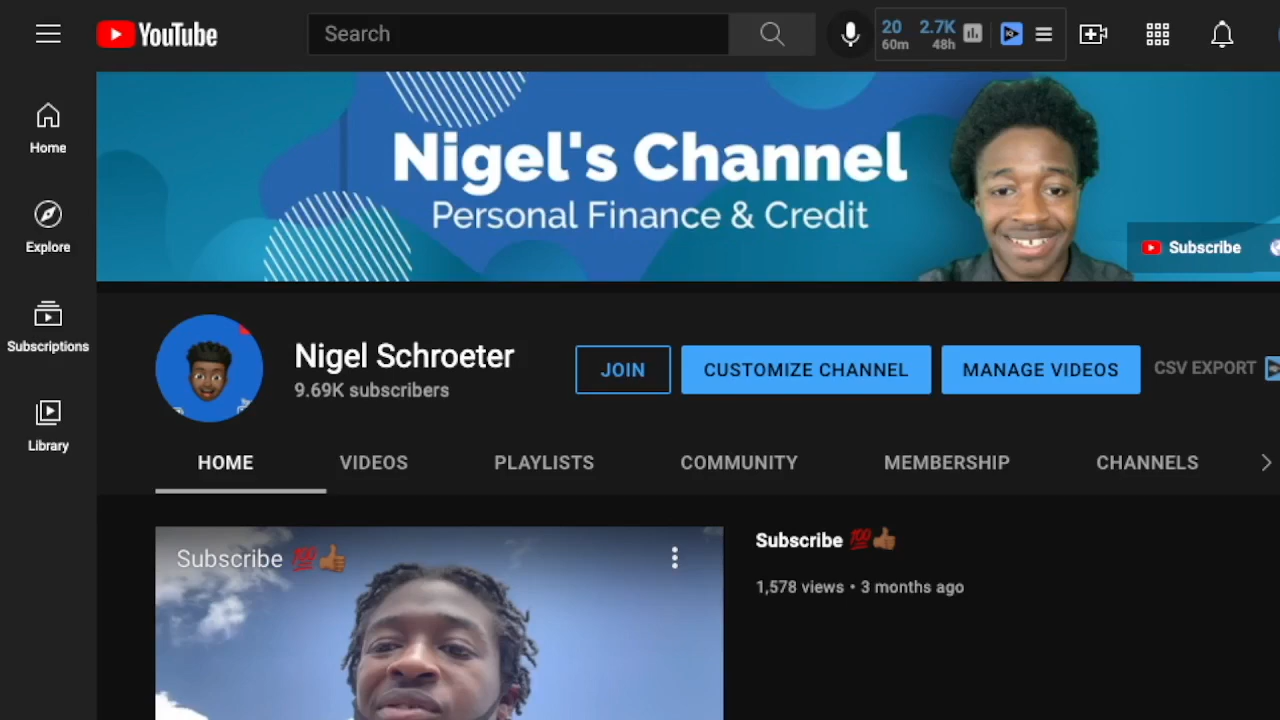 YouTube
Search
20 2.7K
60m 48h
Home
Explore
Subscriptions
Library
Nigel's Channel
Personal Finance & Credit
Subscribe
Nigel Schroeter
9.69K subscribers
JOIN
CUSTOMIZE CHANNEL
MANAGE VIDEOS
CSV EXPORT
HOME VIDEOS PLAYLISTS COMMUNITY MEMBERSHIP CHANNELS
Subscribe 💯👍🏾
Subscribe 💯👍🏾
1,578 views • 3 months ago